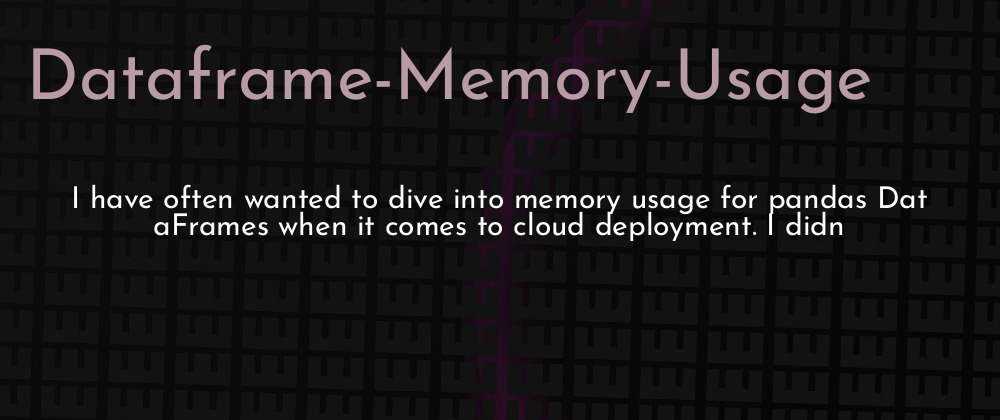 Dataframe-Memory-Usage
I have often wanted to dive into memory usage for pandas Dat
aFrames when it comes to cloud deployment. I didn